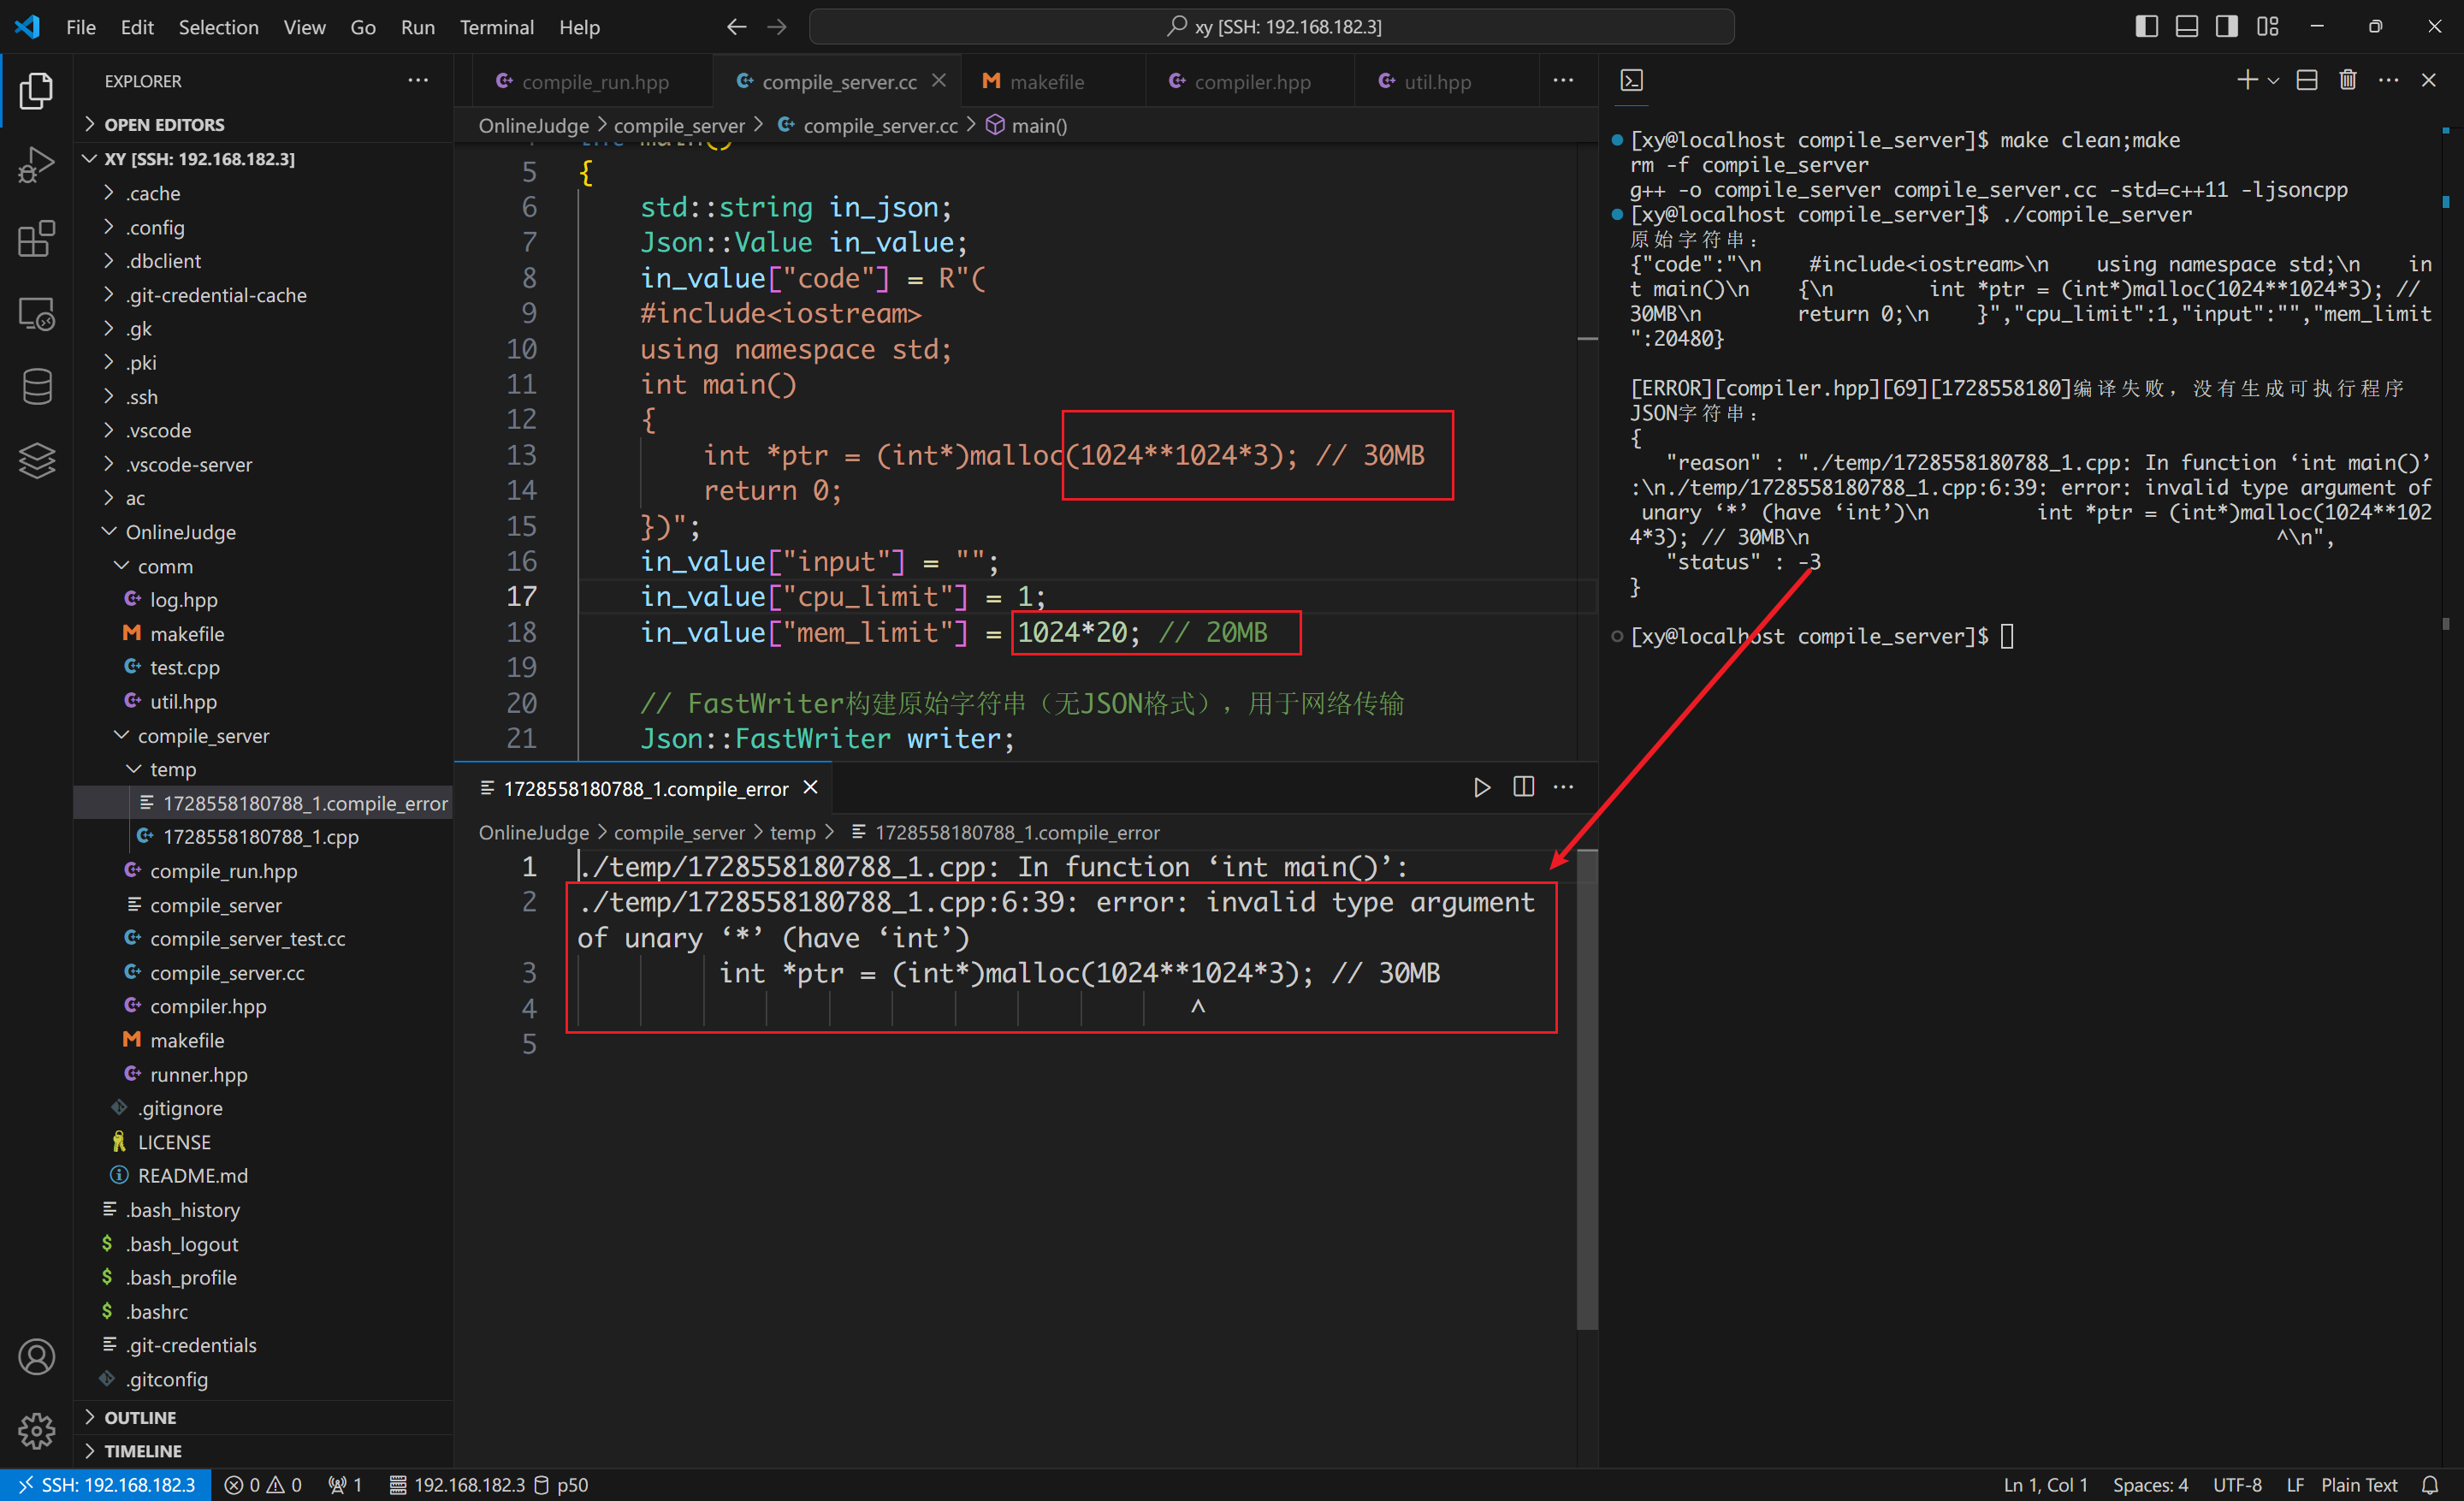 File Edit Selection View Go Run Terminal Help
xy [SSH: 192.168.182.3]
EXPLORER
OPEN EDITORS
XY [SSH: 192.168.182.3]
.cache
.config
.dbclient
.git-credential-cache
.gk
.pki
.ssh
.vscode
.vscode-server
ac
OnlineJudge
comm
log.hpp
makefile
test.cpp
util.hpp
compile_server
temp
1728558180788_1.compile_error
1728558180788_1.cpp
compile_run.hpp
compile_server
compile_server_test.cc
compile_server.cc
compiler.hpp
makefile
runner.hpp
.gitignore
LICENSE
README.md
.bash_history
.bash_logout
.bash_profile
.bashrc
.git-credentials
.gitconfig
OUTLINE
TIMELINE
compile_run.hpp compile_server.cc makefile compiler.hpp util.hpp
OnlineJudge > compile_server > compile_server.cc > main()
4 int main()
5 {
6 std::string in_json;
7 Json::Value in_value;
8 in_value["code"] = R"(
9 #include<iostream>
10 using namespace std;
11 int main()
12 {
13 int *ptr = (int*)malloc(1024**1024*3); // 30MB
14 return 0;
15 })";
16 in_value["input"] = "";
17 in_value["cpu_limit"] = 1;
18 in_value["mem_limit"] = 1024*20; // 20MB
19
20 // FastWriter构建原始字符串（无JSON格式），用于网络传输
21 Json::FastWriter writer;
1728558180788_1.compile_error
OnlineJudge > compile_server > temp > 1728558180788_1.compile_error
1 ./temp/1728558180788_1.cpp: In function ‘int main()’:
2 ./temp/1728558180788_1.cpp:6:39: error: invalid type argument
of unary ‘*’ (have ‘int’)
3 int *ptr = (int*)malloc(1024**1024*3); // 30MB
4 ^
5
[xy@localhost compile_server]$ make clean;make
rm -f compile_server
g++ -o compile_server compile_server.cc -std=c++11 -ljsoncpp
[xy@localhost compile_server]$ ./compile_server
原始字符串：
{"code":"\n    #include<iostream>\n    using namespace std;\n    in
t main()\n    {\n        int *ptr = (int*)malloc(1024**1024*3); //
30MB\n        return 0;\n    }","cpu_limit":1,"input":"","mem_limit
":20480}
[ERROR][compiler.hpp][69][1728558180]编译失败，没有生成可执行程序
JSON字符串：
{
"reason" : "./temp/1728558180788_1.cpp: In function ‘int main()’
:\n./temp/1728558180788_1.cpp:6:39: error: invalid type argument of
unary ‘*’ (have ‘int’)\n         int *ptr = (int*)malloc(1024**102
4*3); // 30MB\n                                       ^\n",
"status" : -3
}
[xy@localhost compile_server]$
SSH: 192.168.182.3 0 0 1 192.168.182.3 p50 Ln 1, Col 1 Spaces: 4 UTF-8 LF Plain Text